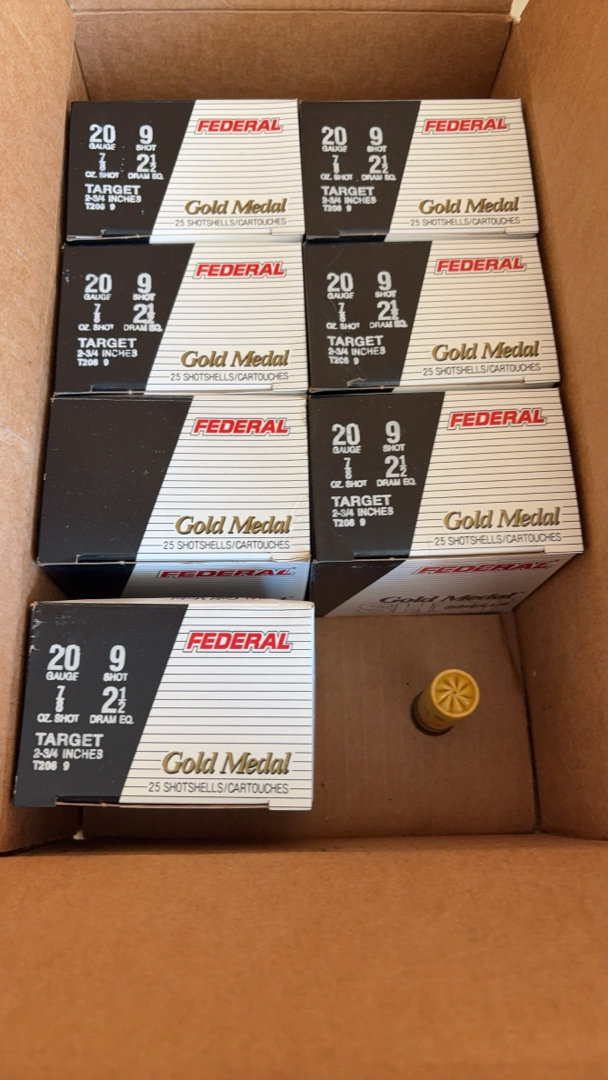 20 9
GAUGE SHOT
7/8 2 1/2
OZ. SHOT DRAM EQ.
TARGET
2-3/4 INCHES
T206 9
FEDERAL
Gold Medal
25 SHOTSHELLS/CARTOUCHES
20 9
GAUGE SHOT
7/8 2 1/2
OZ. SHOT DRAM EQ.
TARGET
2-3/4 INCHES
T206 9
FEDERAL
Gold Medal
25 SHOTSHELLS/CARTOUCHES
20 9
GAUGE SHOT
7/8 2 1/2
OZ. SHOT DRAM EQ.
TARGET
2-3/4 INCHES
T206 9
FEDERAL
Gold Medal
25 SHOTSHELLS/CARTOUCHES
20 9
GAUGE SHOT
7/8 2 1/2
OZ. SHOT DRAM EQ.
TARGET
2-3/4 INCHES
T206 9
FEDERAL
Gold Medal
25 SHOTSHELLS/CARTOUCHES
FEDERAL
Gold Medal
25 SHOTSHELLS/CARTOUCHES
20 9
GAUGE SHOT
7/8 2 1/2
OZ. SHOT DRAM EQ.
TARGET
2-3/4 INCHES
T206 9
FEDERAL
Gold Medal
25 SHOTSHELLS/CARTOUCHES
FEDERAL
FEDERAL
Gold Medal
20 9
GAUGE SHOT
7/8 2 1/2
OZ. SHOT DRAM EQ.
TARGET
2-3/4 INCHES
T206 9
FEDERAL
Gold Medal
25 SHOTSHELLS/CARTOUCHES